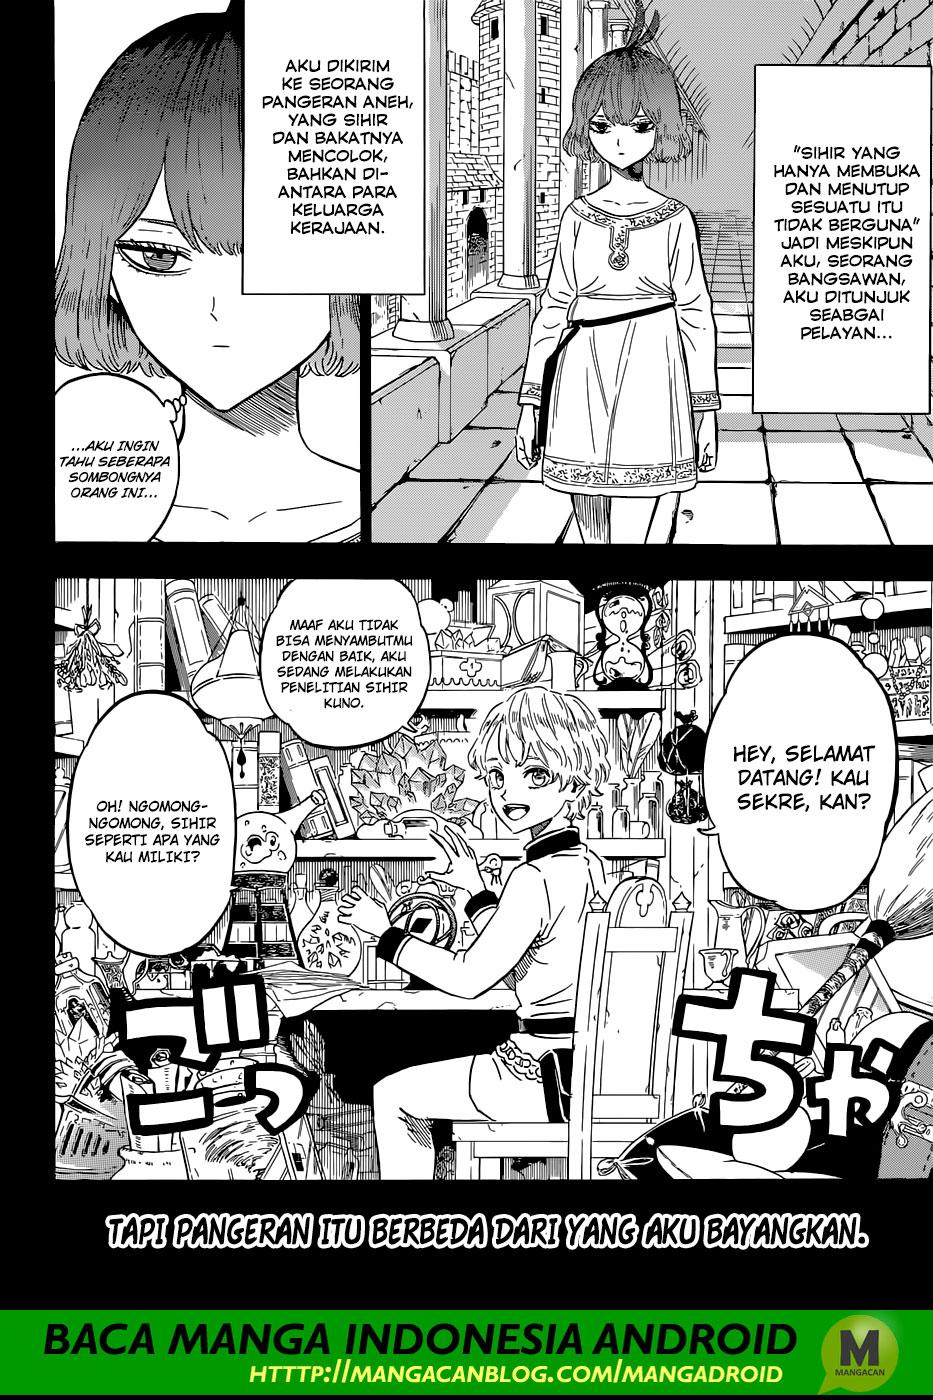 "SIHIR YANG
HANYA MEMBUKA
DAN MENUTUP
SESUATU ITU
TIDAK BERGUNA"
JADI MESKIPUN
AKU, SEORANG
BANGSAWAN,
AKU DITUNJUK
SEABGAI
PELAYAN...
AKU DIKIRIM
KE SEORANG
PANGERAN ANEH,
YANG SIHIR
DAN BAKATNYA
MENCOLOK,
BAHKAN DI-
ANTARA PARA
KELUARGA
KERAJAAN.
...AKU INGIN
TAHU SEBERAPA
SOMBONGNYA
ORANG INI...
HEY, SELAMAT
DATANG! KAU
SEKRE, KAN?
MAAF AKU TIDAK
BISA MENYAMBUTMU
DENGAN BAIK, AKU
SEDANG MELAKUKAN
PENELITIAN SIHIR
KUNO.
OH! NGOMONG-
NGOMONG, SIHIR
SEPERTI APA YANG
KAU MILIKI?
ちゃ
ごっ
TAPI PANGERAN ITU BERBEDA DARI YANG AKU BAYANGKAN.
BACA MANGA INDONESIA ANDROID
HTTTP://MANGACANBLOG.COM/MANGADROID
M
MANGACAN